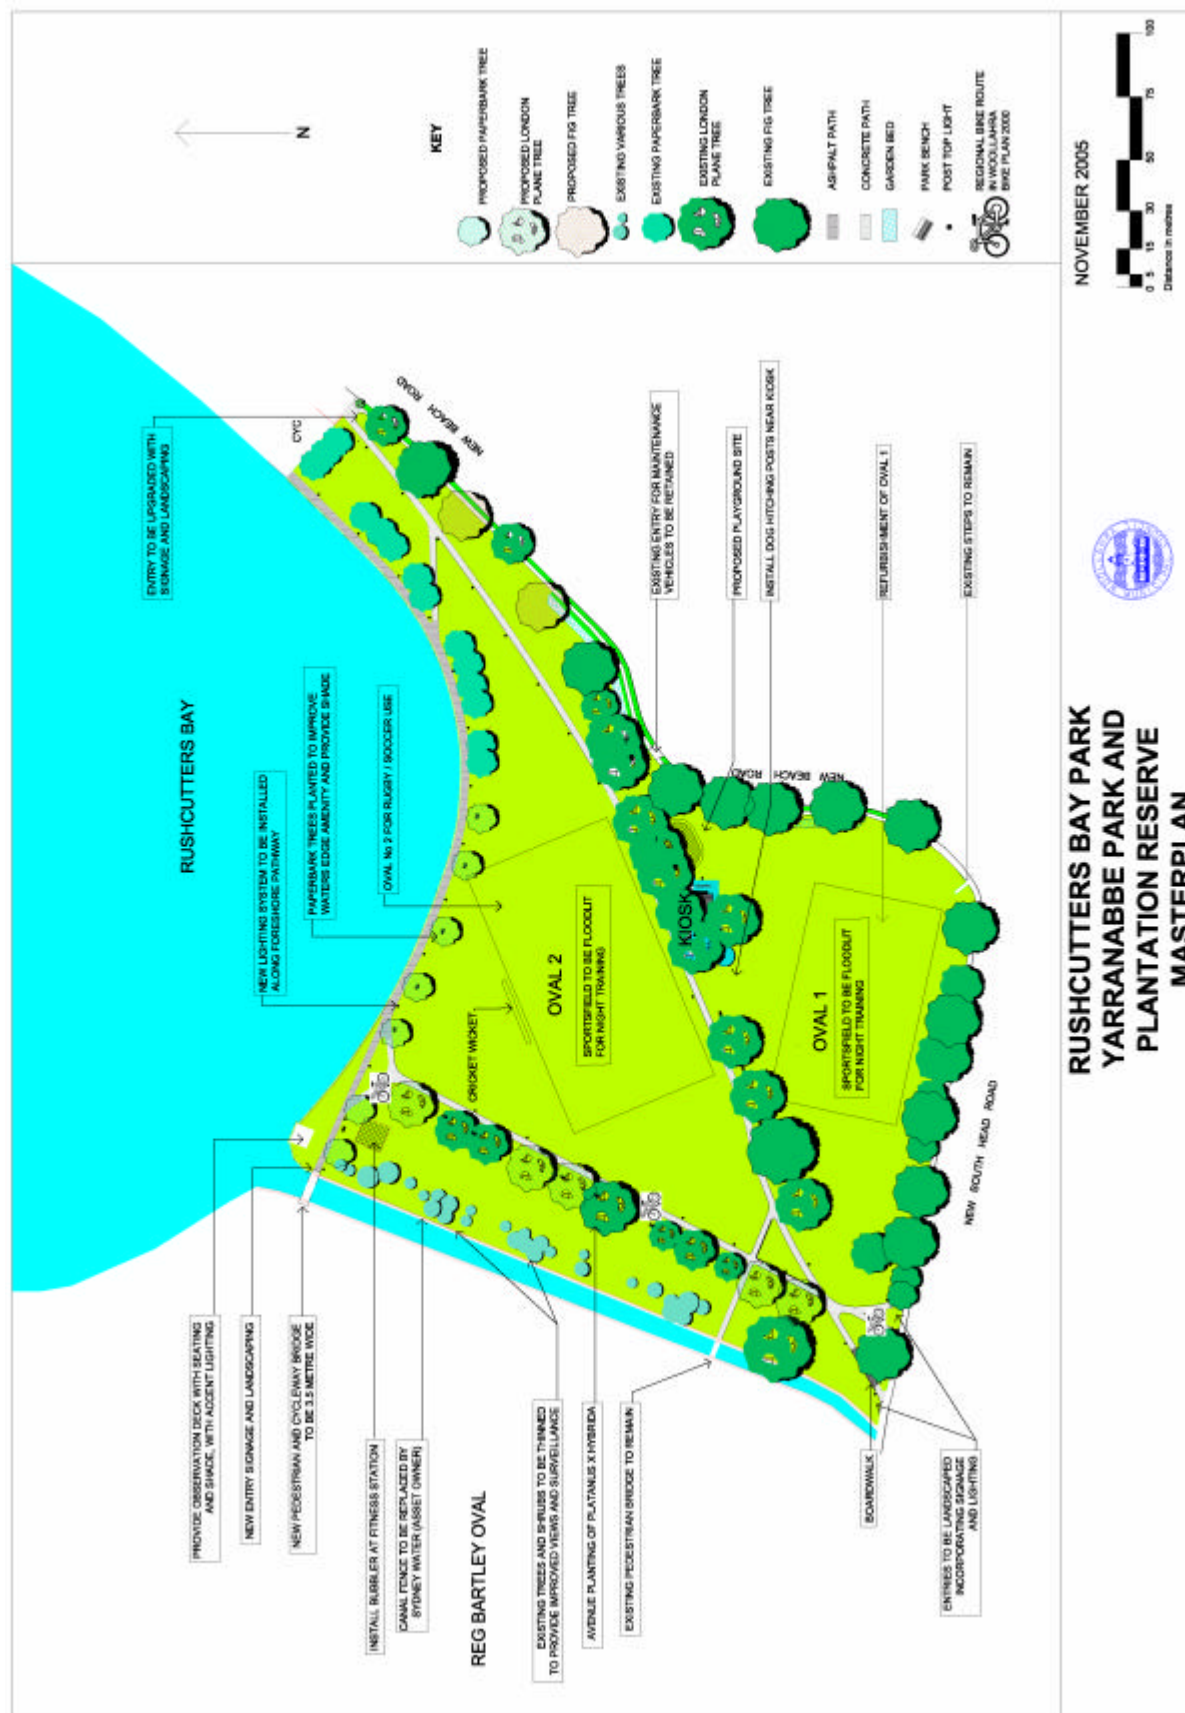 RUSHCUTTERS BAY
CYC
ENTRY TO BE UPGRADED WITH
SIGNAGE AND LANDSCAPING
NEW LIGHTING SYSTEM TO BE INSTALLED
ALONG FORESHORE PATHWAY
PAPERBARK TREES PLANTED TO IMPROVE
WATERS EDGE AMENITY AND PROVIDE SHADE
OVAL No 2 FOR RUGBY / SOCCER USE
PROVIDE OBSERVATION DECK WITH SEATING
AND SHADE, WITH ACCENT LIGHTING
NEW ENTRY SIGNAGE AND LANDSCAPING
NEW PEDESTRIAN AND CYCLEWAY BRIDGE
TO BE 3.5 METRE WIDE
INSTALL BUBBLER AT FITNESS STATION
CANAL FENCE TO BE REPLACED BY
SYDNEY WATER (ASSET OWNER)
REG BARTLEY OVAL
EXISTING TREES AND SHRUBS TO BE THINNED
TO PROVIDE IMPROVED VIEWS AND SURVEILLANCE
AVENUE PLANTING OF PLATANUS X HYBRIDA
EXISTING PEDESTRIAN BRIDGE TO REMAIN
BOARDWALK
ENTRIES TO BE LANDSCAPED
INCORPORATING SIGNAGE
AND LIGHTING
CRICKET WICKET
OVAL 2
SPORTSFIELD TO BE FLOODLIT
FOR NIGHT TRAINING
KIOSK
OVAL 1
SPORTSFIELD TO BE FLOODLIT
FOR NIGHT TRAINING
NEW BEACH ROAD
NEW BEACH ROAD
NEW SOUTH HEAD ROAD
EXISTING ENTRY FOR MAINTENANCE
VEHICLES TO BE RETAINED
PROPOSED PLAYGROUND SITE
INSTALL DOG HITCHING POSTS NEAR KIOSK
REFURBISHMENT OF OVAL 1
EXISTING STEPS TO REMAIN
N
KEY
PROPOSED PAPERBARK TREE
PROPOSED LONDON
PLANE TREE
PROPOSED FIG TREE
EXISTING VARIOUS TREES
EXISTING PAPERBARK TREE
EXISTING LONDON
PLANE TREE
EXISTING FIG TREE
ASHPALT PATH
CONCRETE PATH
GARDEN BED
PARK BENCH
POST TOP LIGHT
REGIONAL BIKE ROUTE
IN WOOLLAHRA
BIKE PLAN 2000
RUSHCUTTERS BAY PARK
YARRANABBE PARK AND
PLANTATION RESERVE
MASTERPLAN
NOVEMBER 2005
0 5 15 30 50 75 100
Distance in metres